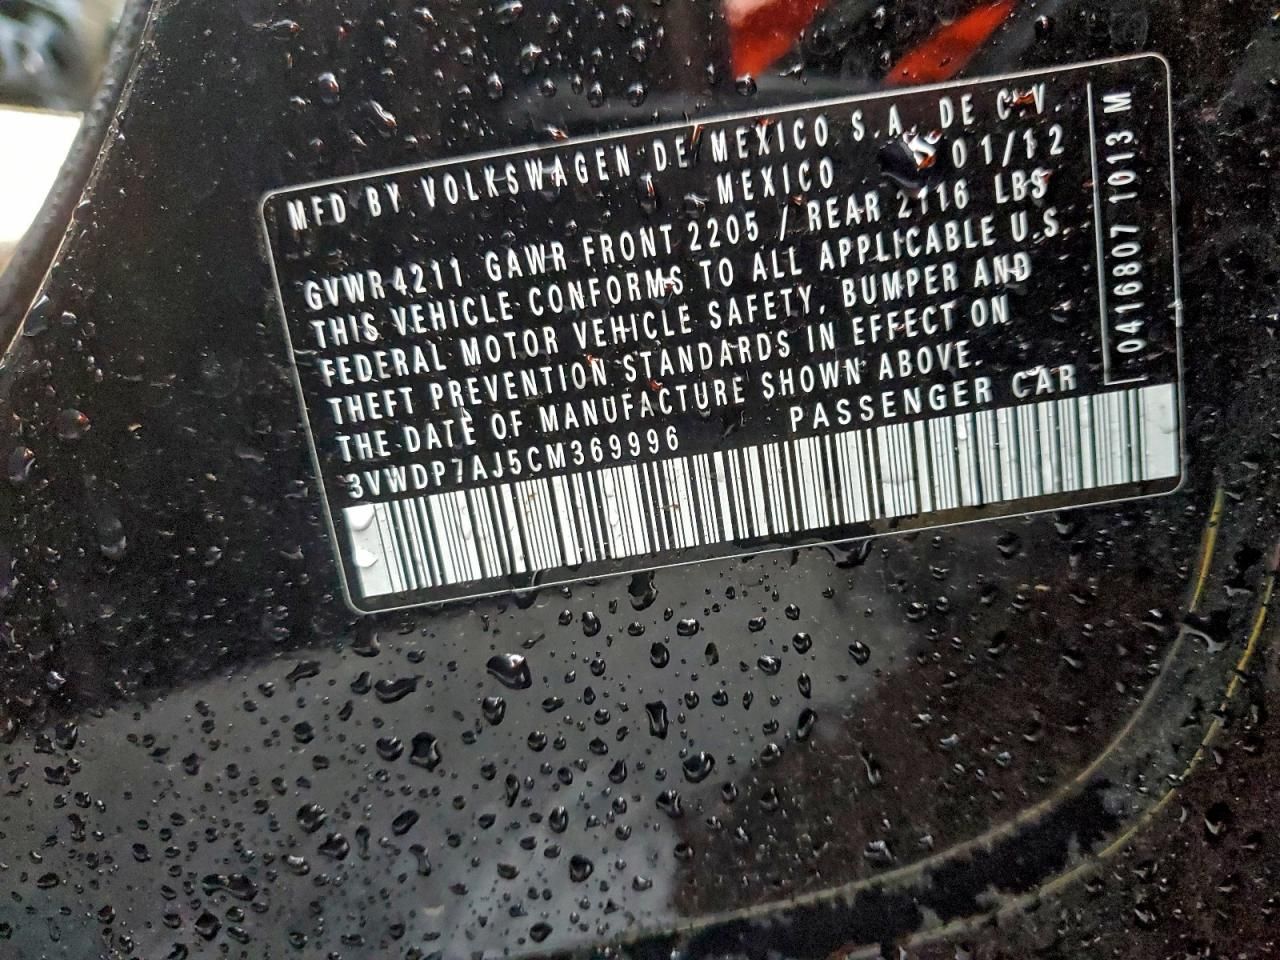 MFD BY VOLKSWAGEN DE MEXICO S.A. DE C.V.
MEXICO 01/12
GVWR 4211 GAWR FRONT 2205 / REAR 2116 LBS
THIS VEHICLE CONFORMS TO ALL APPLICABLE U.S.
FEDERAL MOTOR VEHICLE SAFETY, BUMPER AND
THEFT PREVENTION STANDARDS IN EFFECT ON
THE DATE OF MANUFACTURE SHOWN ABOVE.
3VWDP7AJ5CM369996 PASSENGER CAR
0416807 1013 M